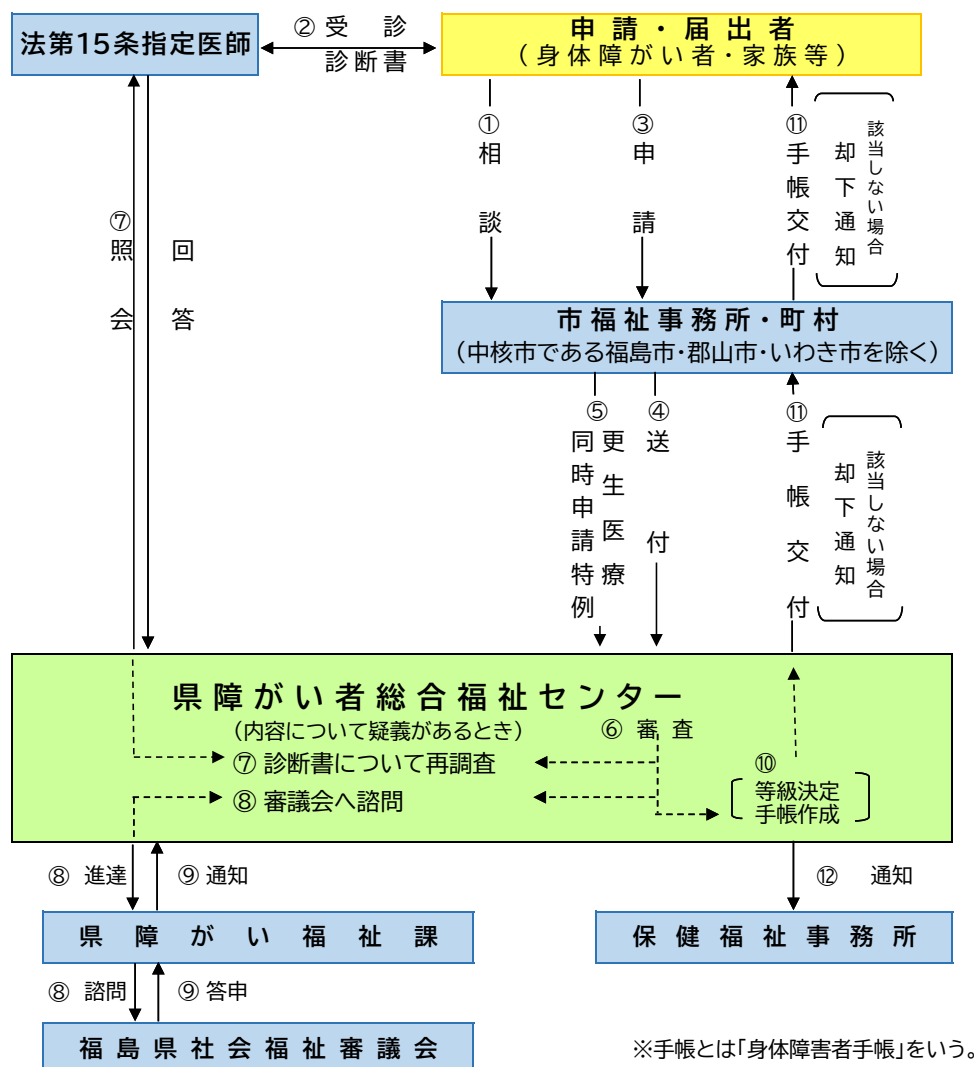 法第15条指定医師
②受 診
診断書
申請・届出者
(身体障がい者・家族等)
①相談
③申請
⑪手帳交付
却下通知
該当しない場合
⑦照会
回答
市福祉事務所・町村
(中核市である福島市・郡山市・いわき市を除く)
⑤更生医療
同時申請特例
④送付
⑪手帳交付
却下通知
該当しない場合
県障がい者総合福祉センター
(内容について疑義があるとき)
⑥ 審査
⑦ 診断書について再調査
⑧ 審議会へ諮問
⑩
等級決定
手帳作成
⑧ 進達
⑨ 通知
⑫ 通知
県障がい福祉課
保健福祉事務所
⑧ 諮問
⑨ 答申
福島県社会福祉審議会
※手帳とは「身体障害者手帳」をいう。